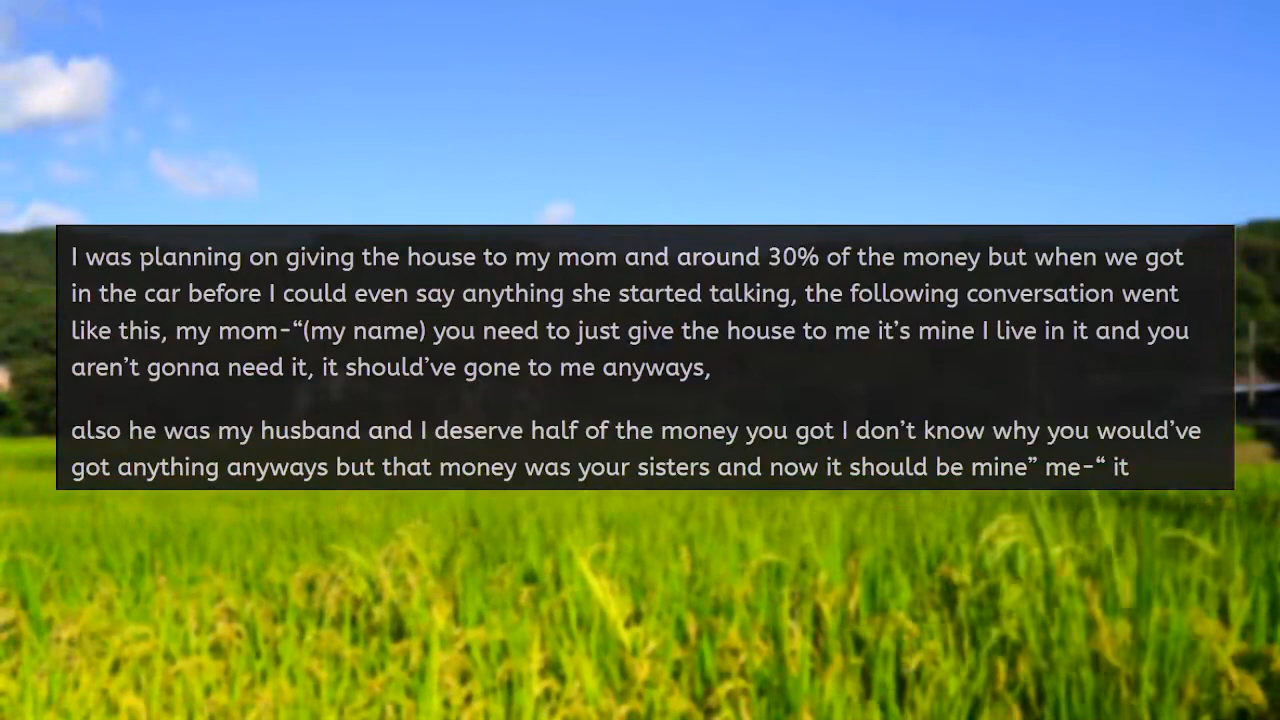 I was planning on giving the house to my mom and around 30% of the money but when we got
in the car before I could even say anything she started talking, the following conversation went
like this, my mom-“(my name) you need to just give the house to me it’s mine I live in it and you
aren’t gonna need it, it should’ve gone to me anyways,
also he was my husband and I deserve half of the money you got I don’t know why you would’ve
got anything anyways but that money was your sisters and now it should be mine” me-“ it